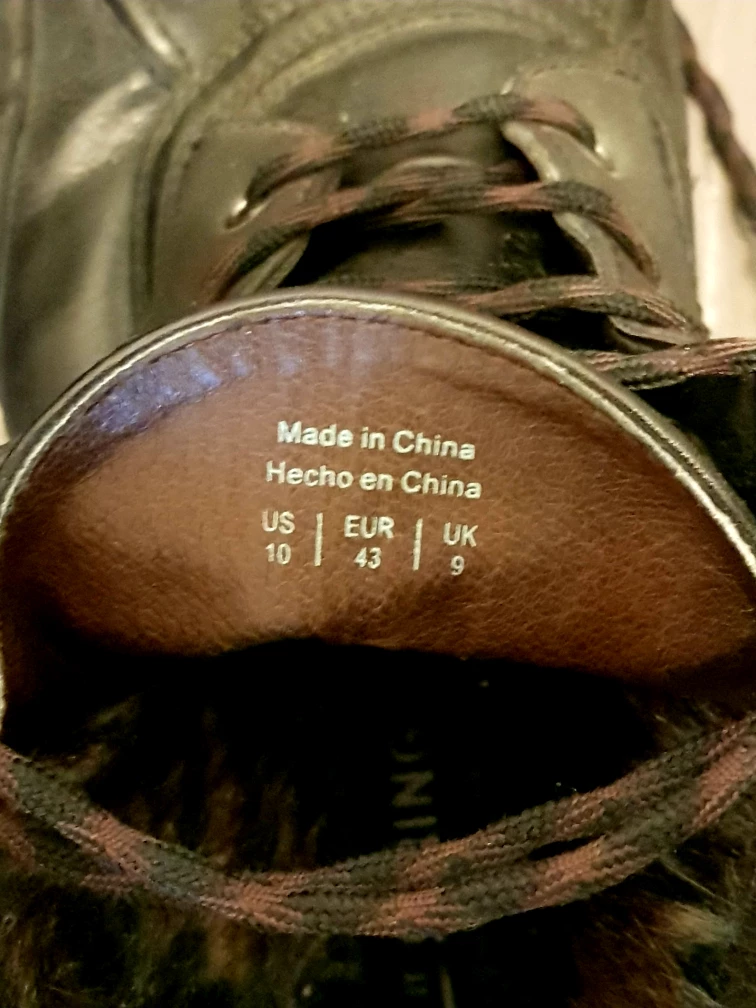 Made in China
Hecho en China
US | EUR | UK
10 | 43 | 9